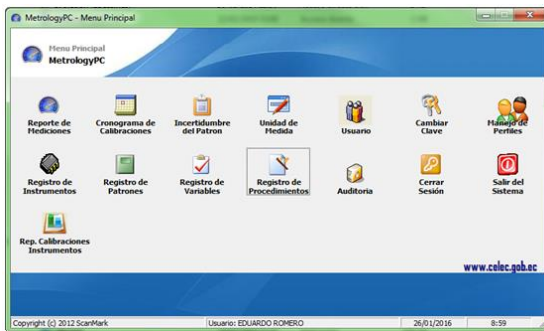 MetrologyPC - Menu Principal
Menu Principal
MetrologyPC
Reporte de
Mediciones
Cronograma de
Calibraciones
Incertidumbre
del Patron
Unidad de
Medida
Usuario
Cambiar
Clave
Manejo de
Perfiles
Registro de
Instrumentos
Registro de
Patrones
Registro de
Variables
Registro de
Procedimientos
Auditoria
Cerrar
Sesión
Salir del
Sistema
Rep. Calibraciones
Instrumentos
www.celec.gob.ec
Copyright (c) 2012 ScanMark
Usuario: EDUARDO ROMERO
26/01/2016
8:59